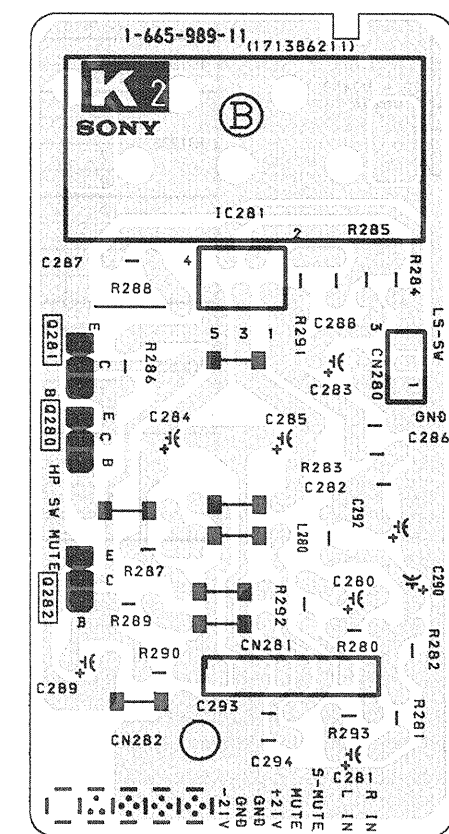 1-665-989-11
(171386211)
K2
SONY
B
IC281
2
R285
C287
4
R288
R284
LS-SW
Q281
E
C
B
R286
5 3 1
R291
C288
3
CN280
1
C283
GND
C286
Q280
E
C
B
C284
C285
R283
C282
C292
HP SW MUTE
L280
Q282
E
C
B
R287
R289
R292
C280
C290
R290
CN281
R280
R282
C289
C293
R281
CN282
R293
C294
C281
-21V
GND
GND
+21V
MUTE
S-MUTE
L IN
R IN